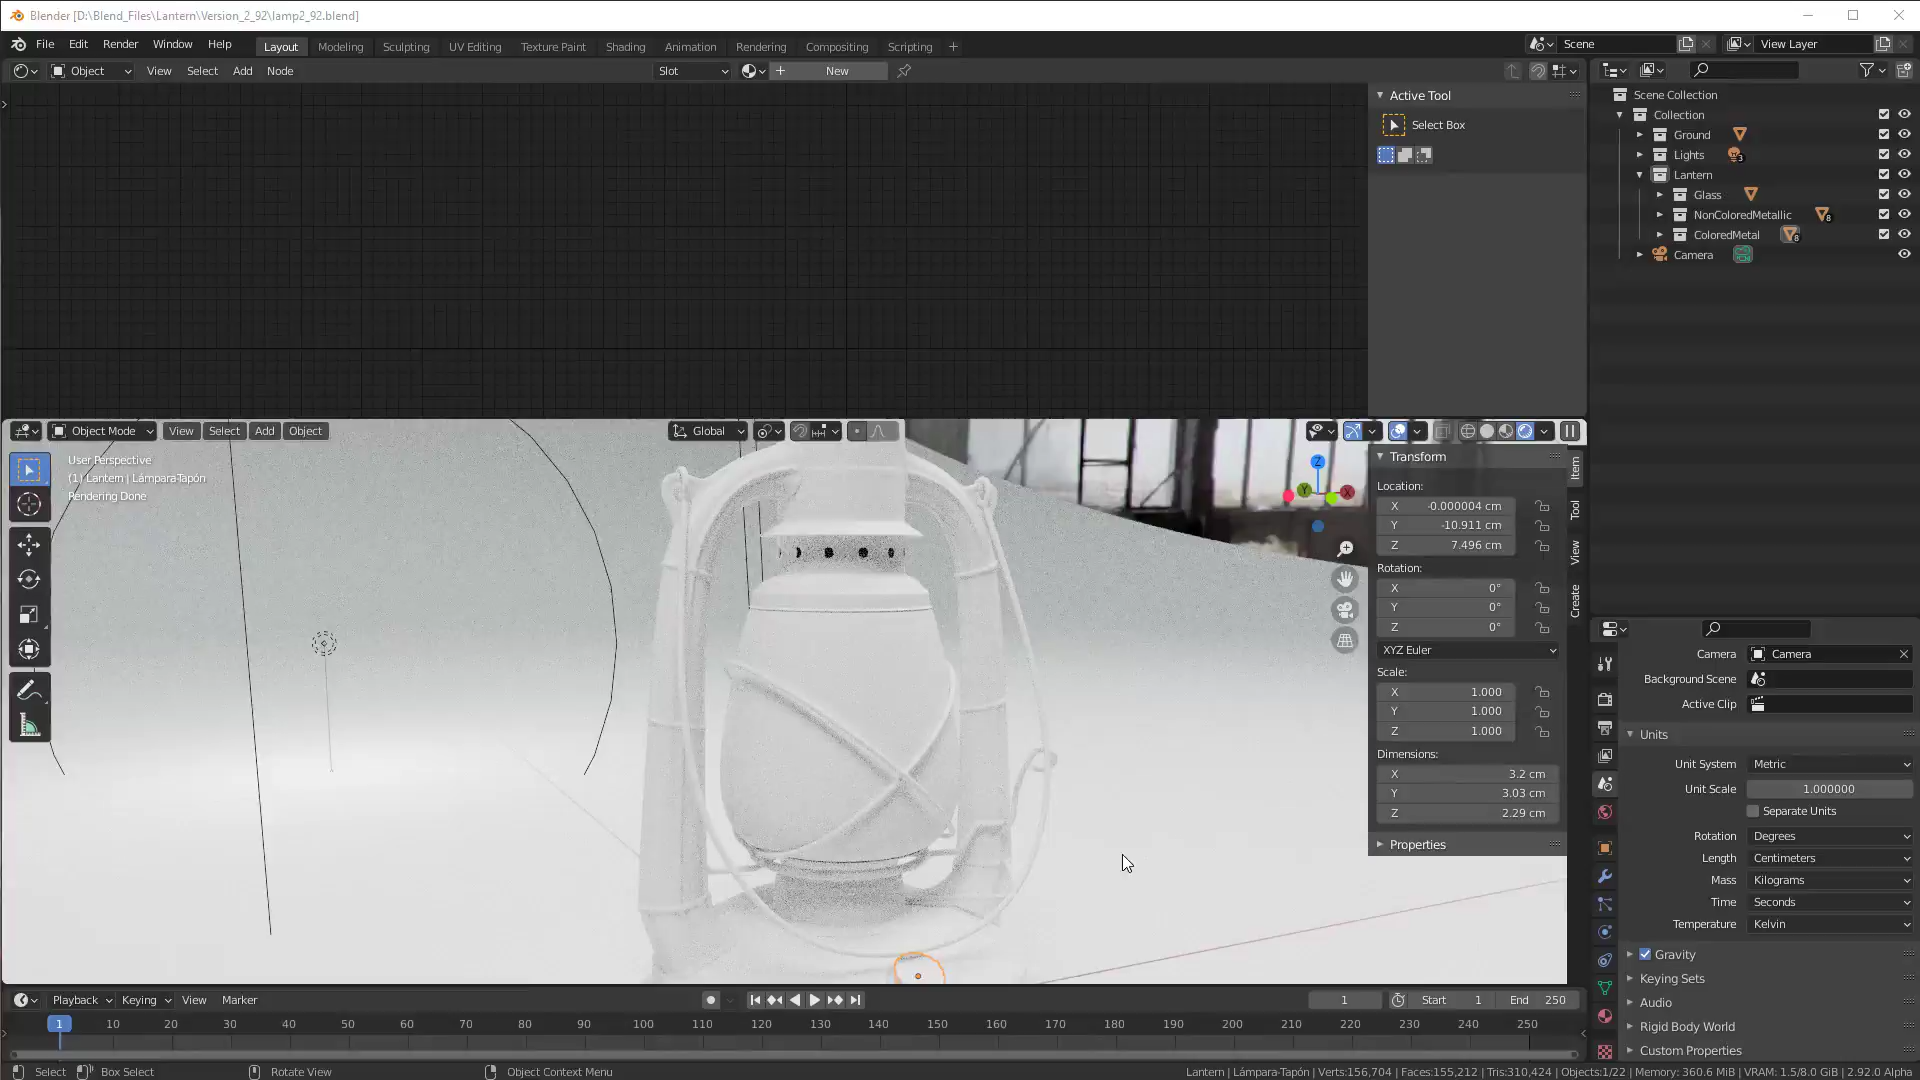 Blender [D:\Blend_Files\Lantern\Version_2_92\lamp2_92.blend]
File Edit Render Window Help Layout Modeling Sculpting UV Editing Texture Paint Shading Animation Rendering Compositing Scripting + Scene View Layer
Object View Select Add Node Slot New
Active Tool
Select Box
Scene Collection
Collection
Ground
Lights 3
Lantern
Glass
NonColoredMetallic 8
ColoredMetal 8
Camera
Object Mode View Select Add Object Global
User Perspective
(1) Lantern | Lámpara-Tapón
Rendering Done
Z
Y
X
Transform
Location:
X -0.000004 cm
Y -10.911 cm
Z 7.496 cm
Rotation:
X 0°
Y 0°
Z 0°
XYZ Euler
Scale:
X 1.000
Y 1.000
Z 1.000
Dimensions:
X 3.2 cm
Y 3.03 cm
Z 2.29 cm
Properties
Item
Tool
View
Create
Camera Camera
Background Scene
Active Clip
Units
Unit System Metric
Unit Scale 1.000000
Separate Units
Rotation Degrees
Length Centimeters
Mass Kilograms
Time Seconds
Temperature Kelvin
Gravity
Keying Sets
Audio
Rigid Body World
Custom Properties
Playback Keying View Marker 1 Start 1 End 250
1 10 20 30 40 50 60 70 80 90 100 110 120 130 140 150 160 170 180 190 200 210 220 230 240 250
Select Box Select Rotate View Object Context Menu Lantern | Lámpara-Tapón | Verts:156,704 | Faces:155,212 | Tris:310,424 | Objects:1/22 | Memory: 360.6 MiB | VRAM: 1.5/8.0 GiB | 2.92.0 Alpha